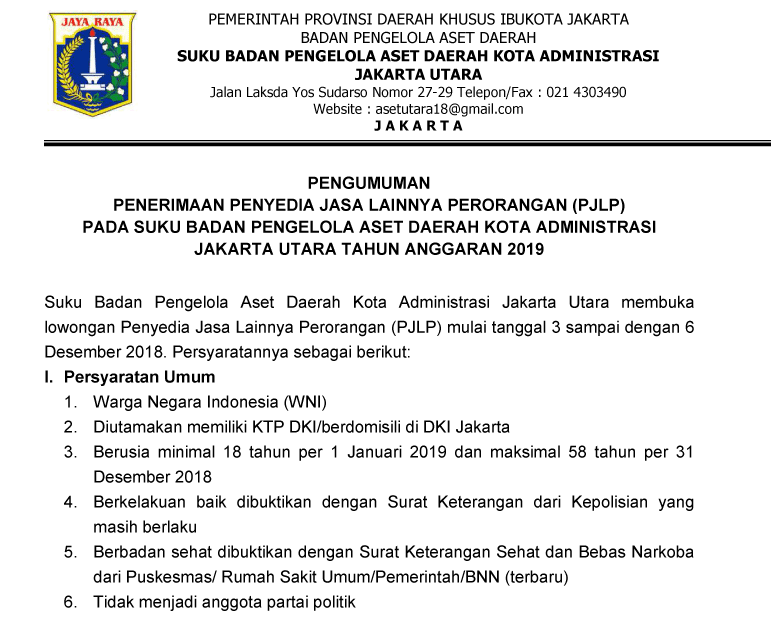 JAYA RAYA
PEMERINTAH PROVINSI DAERAH KHUSUS IBUKOTA JAKARTA
BADAN PENGELOLA ASET DAERAH
SUKU BADAN PENGELOLA ASET DAERAH KOTA ADMINISTRASI
JAKARTA UTARA
Jalan Laksda Yos Sudarso Nomor 27-29 Telepon/Fax : 021 4303490
Website : asetutara18@gmail.com
J A K A R T A
PENGUMUMAN
PENERIMAAN PENYEDIA JASA LAINNYA PERORANGAN (PJLP)
PADA SUKU BADAN PENGELOLA ASET DAERAH KOTA ADMINISTRASI
JAKARTA UTARA TAHUN ANGGARAN 2019
Suku Badan Pengelola Aset Daerah Kota Administrasi Jakarta Utara membuka
lowongan Penyedia Jasa Lainnya Perorangan (PJLP) mulai tanggal 3 sampai dengan 6
Desember 2018. Persyaratannya sebagai berikut:
I. Persyaratan Umum
1. Warga Negara Indonesia (WNI)
2. Diutamakan memiliki KTP DKI/berdomisili di DKI Jakarta
3. Berusia minimal 18 tahun per 1 Januari 2019 dan maksimal 58 tahun per 31
Desember 2018
4. Berkelakuan baik dibuktikan dengan Surat Keterangan dari Kepolisian yang
masih berlaku
5. Berbadan sehat dibuktikan dengan Surat Keterangan Sehat dan Bebas Narkoba
dari Puskesmas/ Rumah Sakit Umum/Pemerintah/BNN (terbaru)
6. Tidak menjadi anggota partai politik